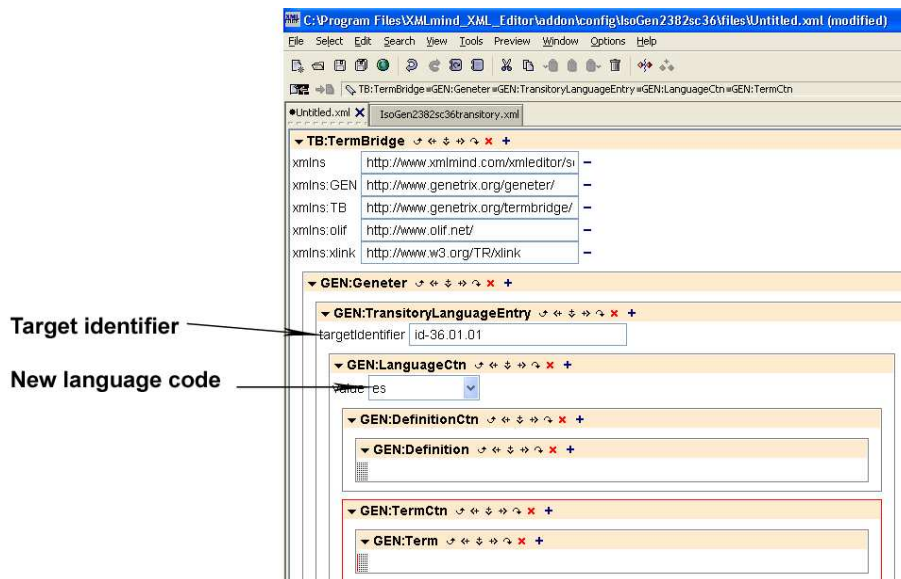 C:\Program Files\XMLmind_XML_Editor\addon\config\IsoGen2382sc36\files\Untitled.xml (modified)
File Select Edit Search View Tools Preview Window Options Help
TB:TermBridge GEN:Geneter GEN:TransitoryLanguageEntry GEN:LanguageCtn GEN:TermCtn
Untitled.xml IsoGen2382sc36transitory.xml
TB:TermBridge
xmlns http://www.xmlmind.com/xmleditor/
xmlns:GEN http://www.genetrix.org/geneter/
xmlns:TB http://www.genetrix.org/termbridge/
xmlns:olif http://www.olif.net/
xmlns:xlink http://www.w3.org/TR/xlink
GEN:Geneter
GEN:TransitoryLanguageEntry
Target identifier
targetIdentifier id-36.01.01
GEN:LanguageCtn
New language code
value es
GEN:DefinitionCtn
GEN:Definition
GEN:TermCtn
GEN:Term